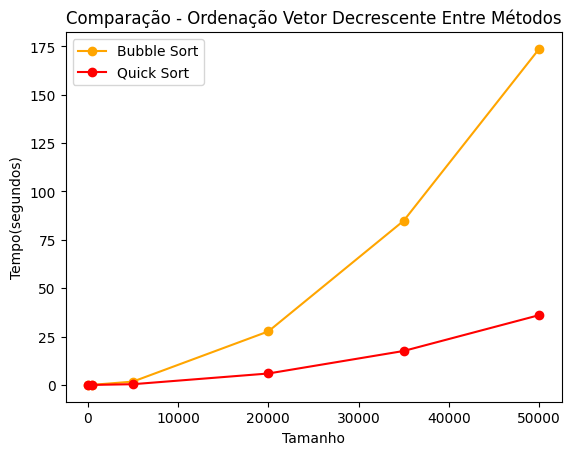 Comparação - Ordenação Vetor Decrescente Entre Métodos
Bubble Sort
Quick Sort
Tempo(segundos)
175
150
125
100
75
50
25
0
0
10000
20000
30000
40000
50000
Tamanho